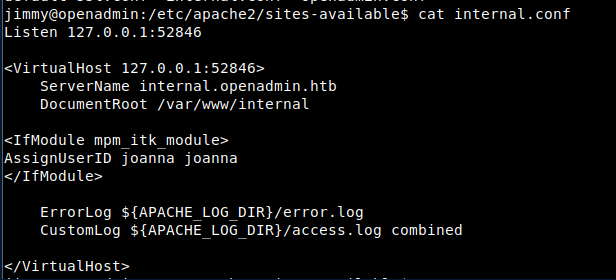 jimmy@openadmin:/etc/apache2/sites-available$ cat internal.conf
Listen 127.0.0.1:52846

<VirtualHost 127.0.0.1:52846>
    ServerName internal.openadmin.htb
    DocumentRoot /var/www/internal

<IfModule mpm_itk_module>
AssignUserID joanna joanna
</IfModule>

    ErrorLog ${APACHE_LOG_DIR}/error.log
    CustomLog ${APACHE_LOG_DIR}/access.log combined

</VirtualHost>